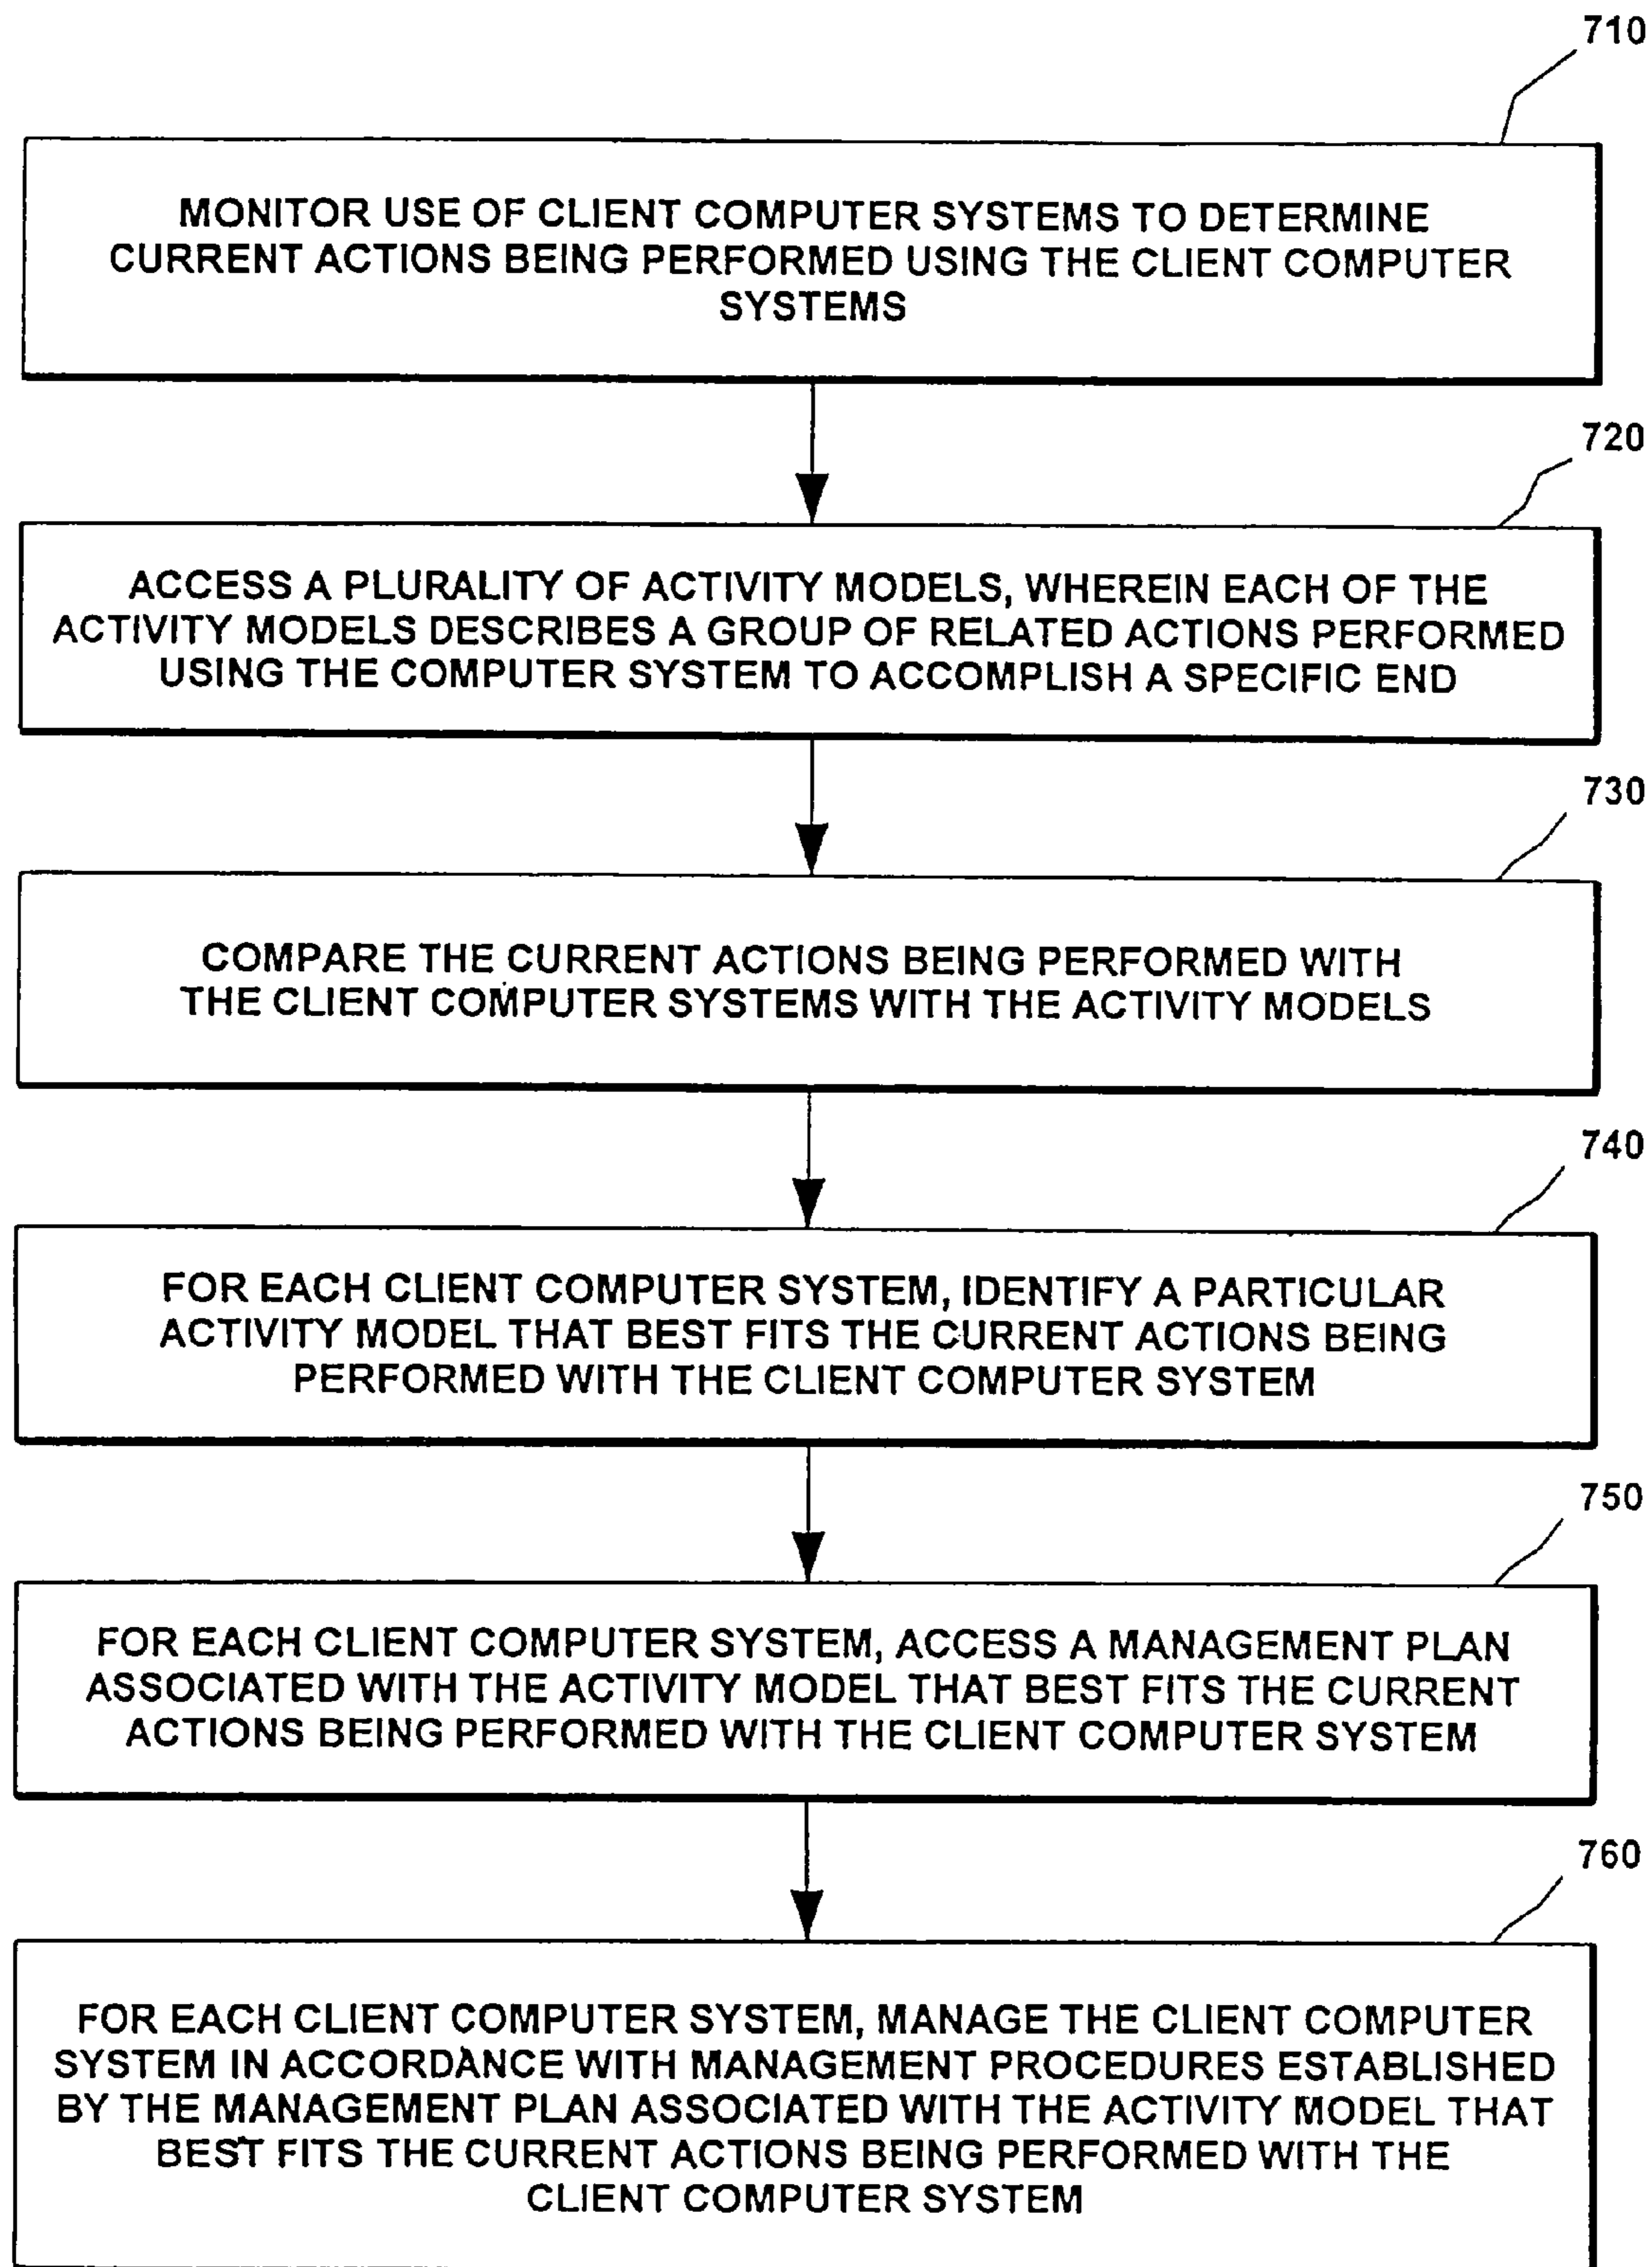 710
MONITOR USE OF CLIENT COMPUTER SYSTEMS TO DETERMINE
CURRENT ACTIONS BEING PERFORMED USING THE CLIENT COMPUTER
SYSTEMS
720
ACCESS A PLURALITY OF ACTIVITY MODELS, WHEREIN EACH OF THE
ACTIVITY MODELS DESCRIBES A GROUP OF RELATED ACTIONS PERFORMED
USING THE COMPUTER SYSTEM TO ACCOMPLISH A SPECIFIC END
730
COMPARE THE CURRENT ACTIONS BEING PERFORMED WITH
THE CLIENT COMPUTER SYSTEMS WITH THE ACTIVITY MODELS
740
FOR EACH CLIENT COMPUTER SYSTEM, IDENTIFY A PARTICULAR
ACTIVITY MODEL THAT BEST FITS THE CURRENT ACTIONS BEING
PERFORMED WITH THE CLIENT COMPUTER SYSTEM
750
FOR EACH CLIENT COMPUTER SYSTEM, ACCESS A MANAGEMENT PLAN
ASSOCIATED WITH THE ACTIVITY MODEL THAT BEST FITS THE CURRENT
ACTIONS BEING PERFORMED WITH THE CLIENT COMPUTER SYSTEM
760
FOR EACH CLIENT COMPUTER SYSTEM, MANAGE THE CLIENT COMPUTER
SYSTEM IN ACCORDANCE WITH MANAGEMENT PROCEDURES ESTABLISHED
BY THE MANAGEMENT PLAN ASSOCIATED WITH THE ACTIVITY MODEL THAT
BEST FITS THE CURRENT ACTIONS BEING PERFORMED WITH THE
CLIENT COMPUTER SYSTEM